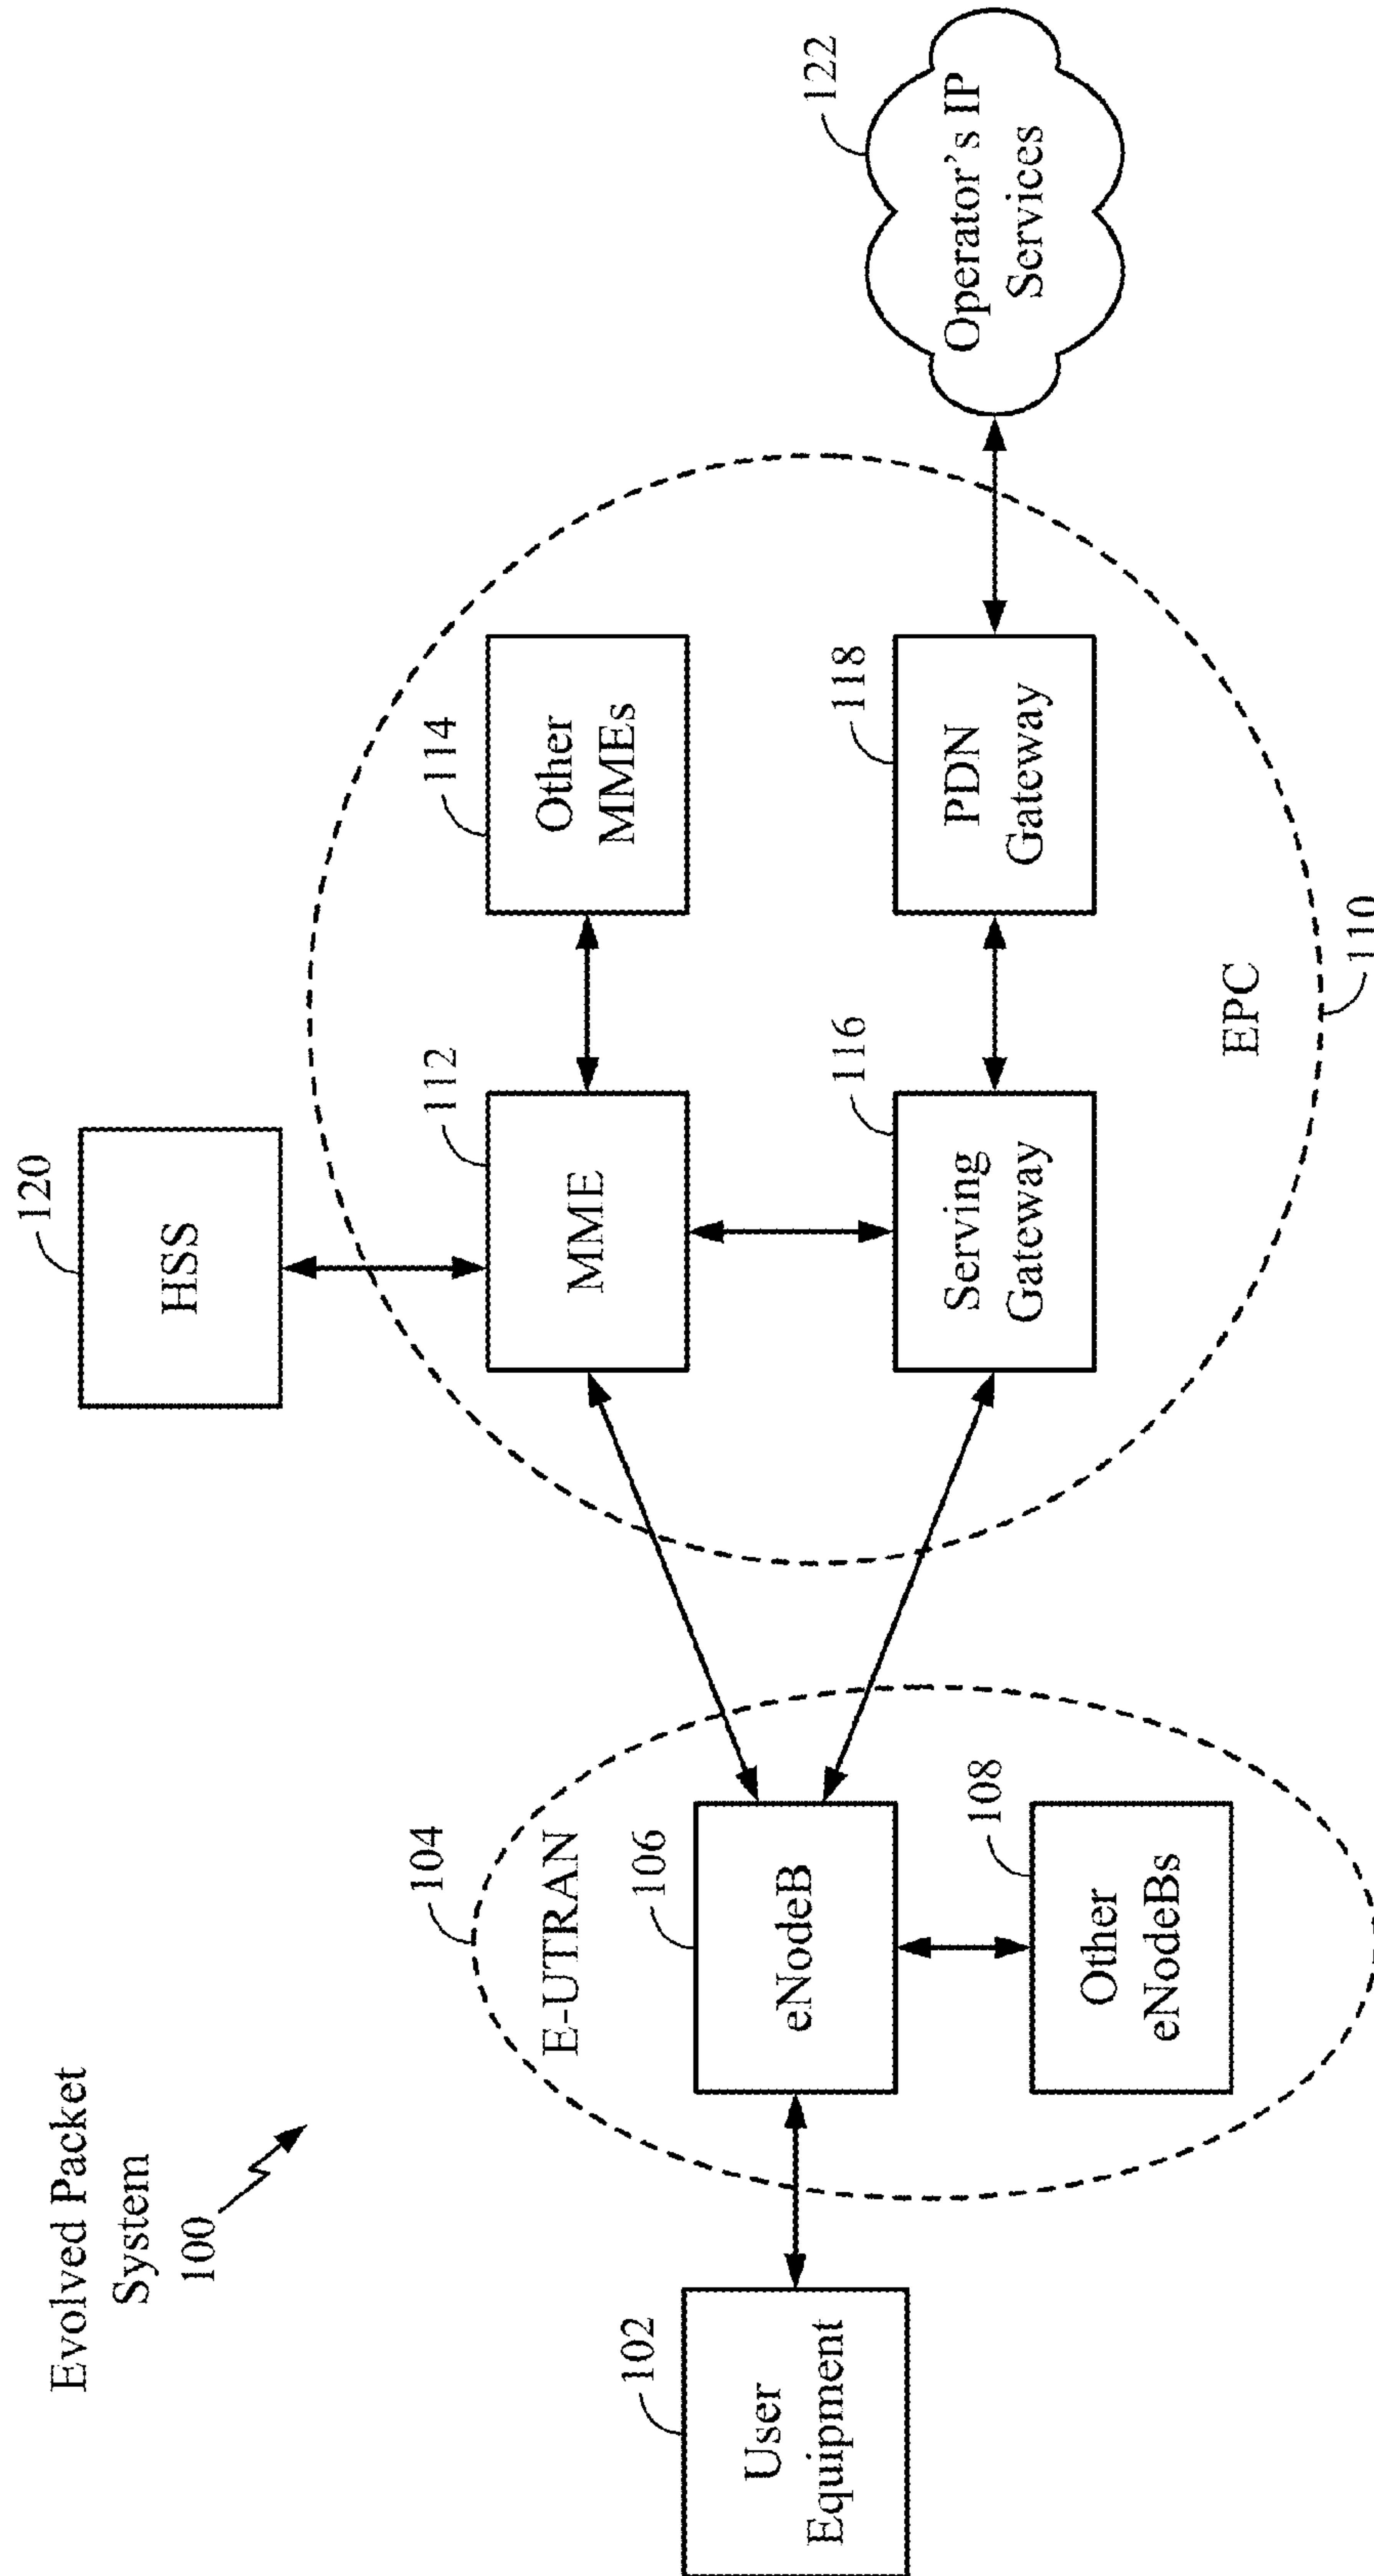 Evolved Packet
System
100
120
HSS
104
E-UTRAN
102
User
Equipment
106
eNodeB
108
Other
eNodeBs
112
MME
114
Other
MMEs
116
Serving
Gateway
118
PDN
Gateway
EPC
110
122
Operator's IP
Services